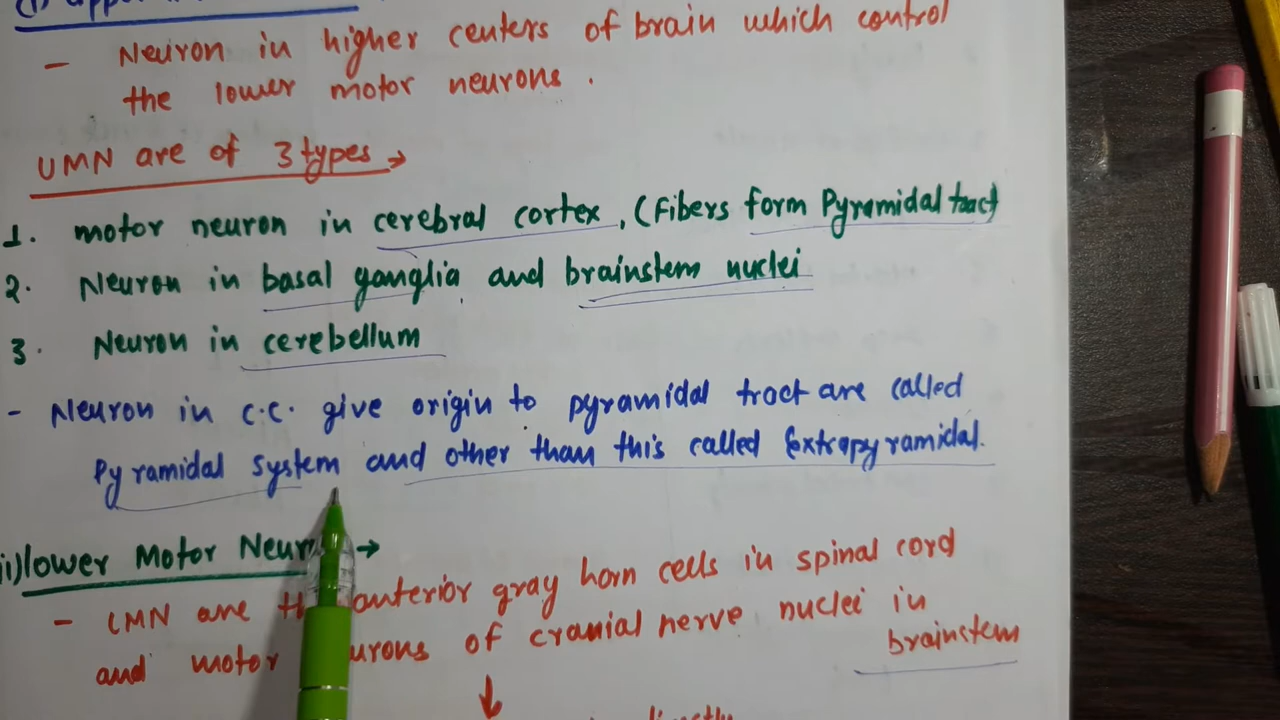 - Neuron in higher centers of brain which control
the lower motor neurons.
UMN are of 3 types →
1. motor neuron in cerebral cortex, (Fibers form Pyramidal tract)
2. Neuron in basal ganglia and brainstem nuclei
3. Neuron in cerebellum
- Neuron in c.c. give origin to pyramidal tract are called
Pyramidal system and other than this called Extrapyramidal.
ii) lower Motor →
- LMN are anterior gray horn cells in spinal cord
and motor of cranial nerve nuclei in
brainstem
↓
directly